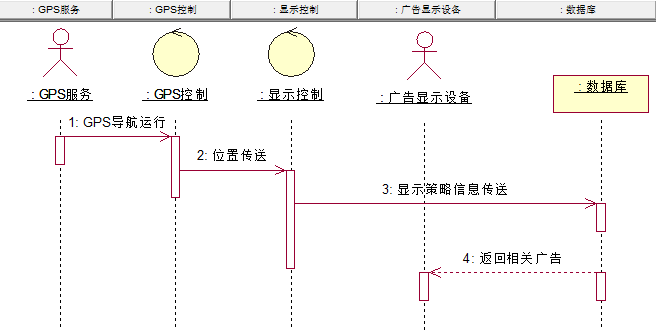 : GPS服务
: GPS控制
: 显示控制
: 广告显示设备
: 数据库
: GPS服务
: GPS控制
: 显示控制
: 广告显示设备
: 数据库
1: GPS导航运行
2: 位置传送
3: 显示策略信息传送
4: 返回相关广告